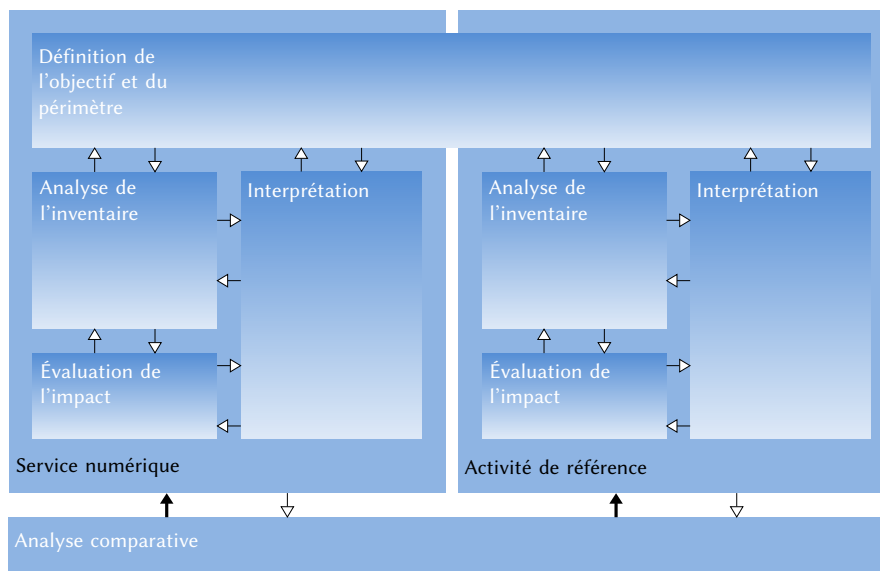 Définition de
l'objectif et du
périmètre
Analyse de
l'inventaire
Interprétation
Évaluation de
l'impact
Service numérique
Analyse de
l'inventaire
Interprétation
Évaluation de
l'impact
Activité de référence
Analyse comparative